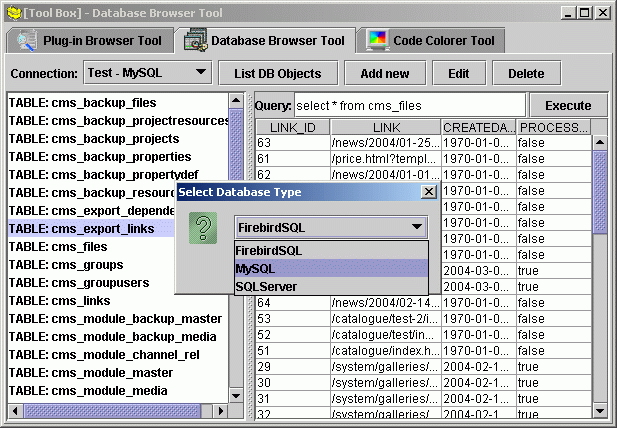 [Tool Box] - Database Browser Tool
Plug-in Browser Tool Database Browser Tool Code Colorer Tool
Connection: Test - MySQL List DB Objects Add new Edit Delete
TABLE: cms_backup_files
TABLE: cms_backup_projectresources
TABLE: cms_backup_projects
TABLE: cms_backup_properties
TABLE: cms_backup_propertydef
TABLE: cms_backup_resou
TABLE: cms_export_depende
TABLE: cms_export_links
TABLE: cms_files
TABLE: cms_groups
TABLE: cms_groupusers
TABLE: cms_links
TABLE: cms_module_backup_master
TABLE: cms_module_backup_media
TABLE: cms_module_channel_rel
TABLE: cms_module_master
TABLE: cms_module_media
Query: select * from cms_files Execute
LINK_ID LINK CREATEDA... PROCESS...
63 /news/2004/01-25... 1970-01-0... false
61 /price.html?templ... 1970-01-0... false
62 /news/2004/01-01... 1970-01-0... false
1970-01-0... false
1970-01-0... false
1970-01-0... false
1970-01-0... false
1970-01-0... false
2004-03-0... true
2004-03-0... true
64 /news/2004/02-14... 1970-01-0... false
53 /catalogue/test-2/i... 1970-01-0... false
52 /catalogue/test/in... 1970-01-0... false
51 /catalogue/index.h... 1970-01-0... false
29 /system/galleries/... 2004-02-1... true
30 /system/galleries/... 2004-02-1... true
31 /system/galleries/... 2004-02-1... true
32 /system/galleries/... 2004-02-1... true
Select Database Type
FirebirdSQL
FirebirdSQL
MySQL
SQLServer